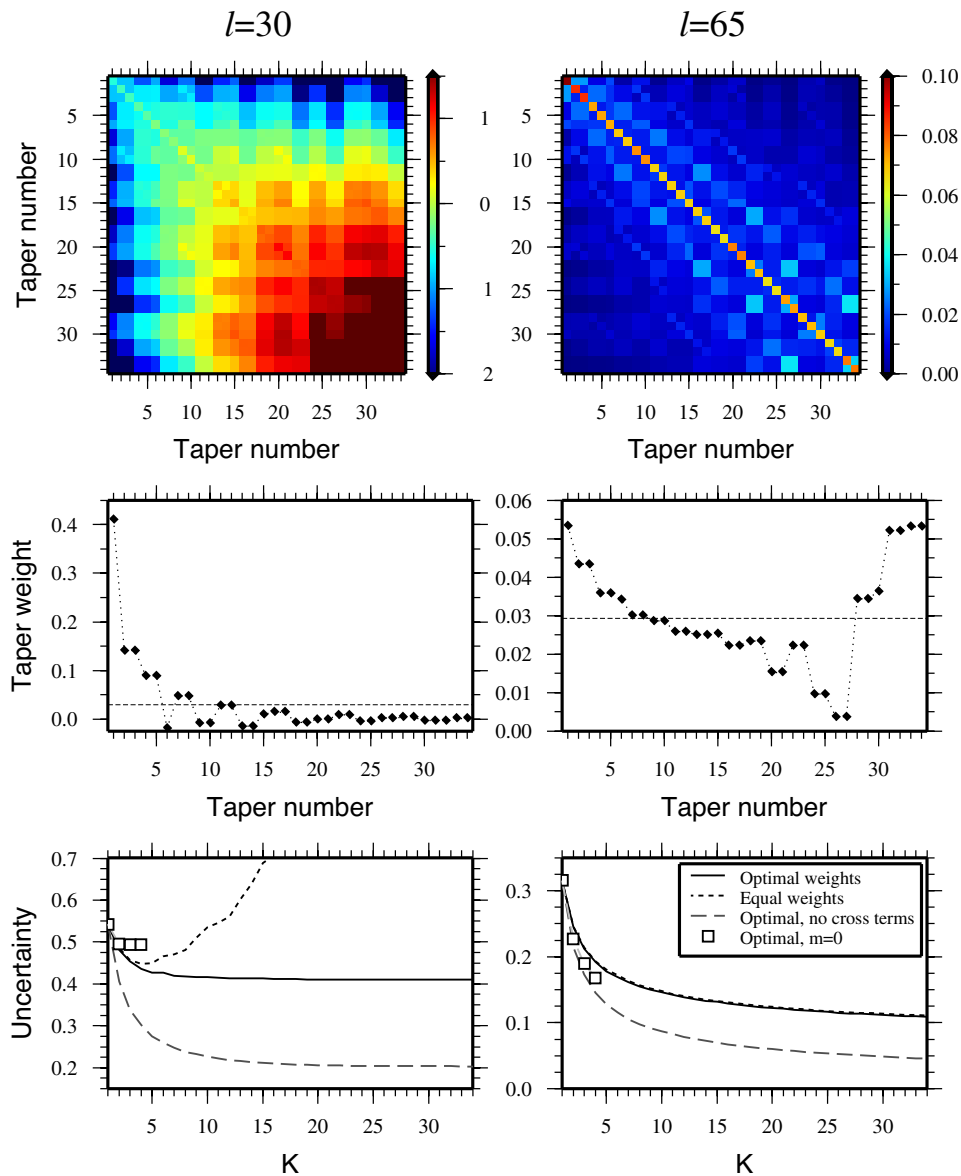 l=30
l=65
Taper number
5
10
15
20
25
30
1
0
1
2
5
10
15
20
25
30
5
10
15
20
25
30
0.10
0.08
0.06
0.04
0.02
0.00
5 10 15 20 25 30
Taper number
5 10 15 20 25 30
Taper number
Taper weight
0.4
0.3
0.2
0.1
0.0
0.06
0.05
0.04
0.03
0.02
0.01
0.00
5 10 15 20 25 30
Taper number
5 10 15 20 25 30
Taper number
Uncertainty
0.7
0.6
0.5
0.4
0.3
0.2
0.3
0.2
0.1
0.0
Optimal weights
Equal weights
Optimal, no cross terms
Optimal, m=0
5 10 15 20 25 30
K
5 10 15 20 25 30
K